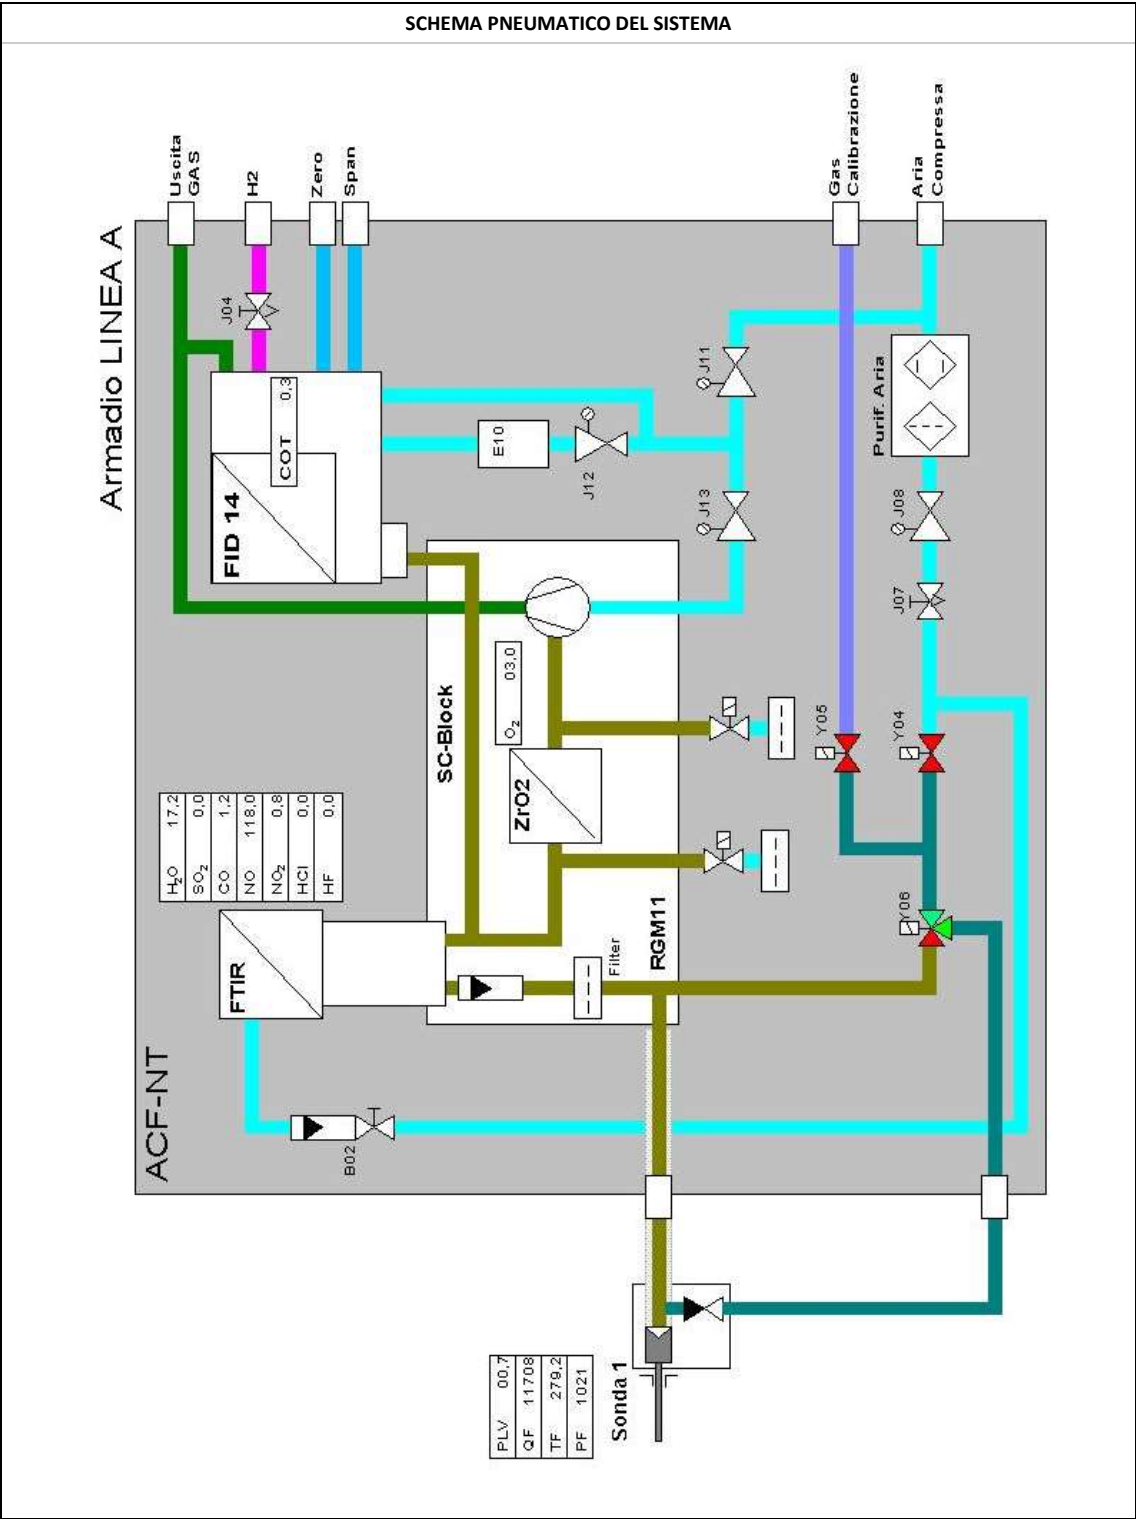 SCHEMA PNEUMATICO DEL SISTEMA
Armadio LINEA A
ACF-NT
Uscita
GAS
H2
Zero
Span
Gas
Calibrazione
Aria
Compressa
J04
COT 0,3
FID 14
E10
J12
J11
J13
Purif. Aria
J08
J07
SC-Block
O₂ 03,0
ZrO2
RGM11
Filter
Y05
Y04
Y06
H₂O 17,2
SO₂ 0,0
CO 1,2
NO 118,0
NO₂ 0,8
HCl 0,0
HF 0,0
FTIR
B02
PLV 00,7
QF 11708
TF 279,2
PF 1021
Sonda 1